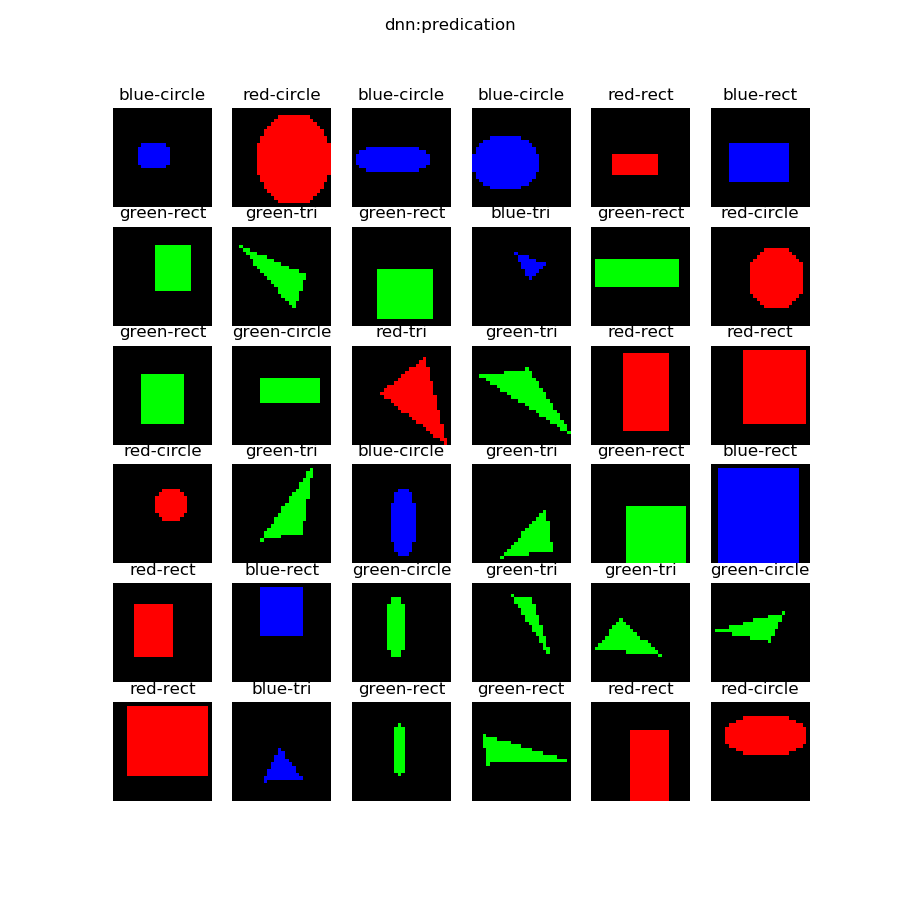 dnn:predication
blue-circle red-circle blue-circle blue-circle red-rect blue-rect
green-rect green-tri green-rect blue-tri green-rect red-circle
green-rect green-circle red-tri green-tri red-rect red-rect
red-circle green-tri blue-circle green-tri green-rect blue-rect
red-rect blue-rect green-circle green-tri green-tri green-circle
red-rect blue-tri green-rect green-rect red-rect red-circle